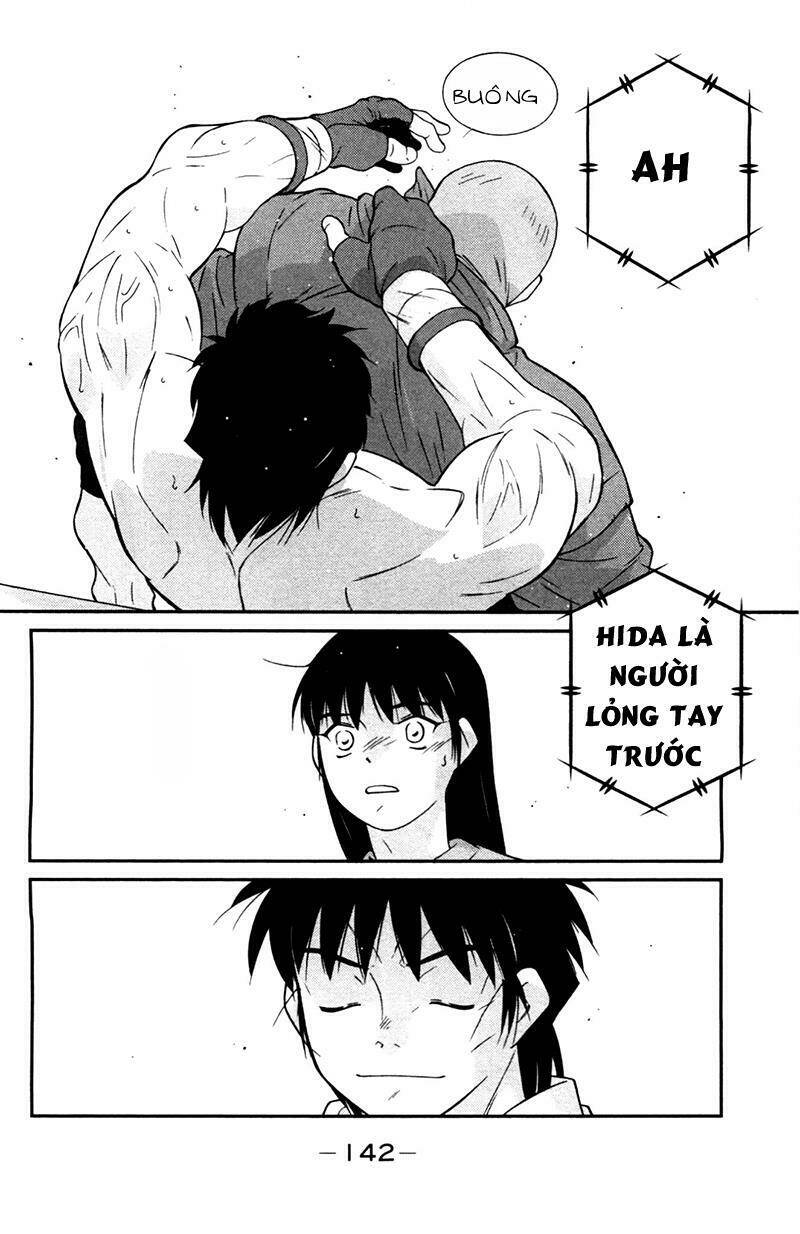 BUÔNG
AH
HIDA LÀ
NGƯỜI
LỎNG TAY
TRƯỚC
—142—